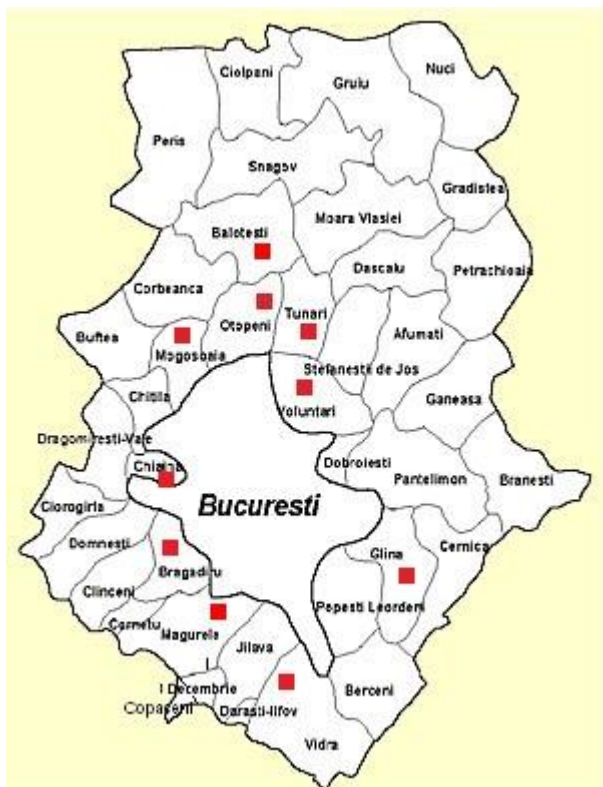 Ciolpani
Gruiu
Nuci
Peris
Snagov
Gradistea
Moara Vlasiei
Balotesti
Dascalu
Petrachioaia
Corbeanca
Otopeni
Tunari
Buftea
Afumati
Mogosoaia
Stefanestii de Jos
Chitila
Voluntari
Ganeasa
Dragomiresti-Vale
Chiajna
Dobroiesti
Pantelimon
Branesti
Bucuresti
Ciorogirla
Domnesti
Glina
Cernica
Bragadiru
Clinceni
Popesti Leordeni
Cornetu
Magurele
Jilava
I Decembrie
Berceni
Copaceni
Darasti-Ilfov
Vidra